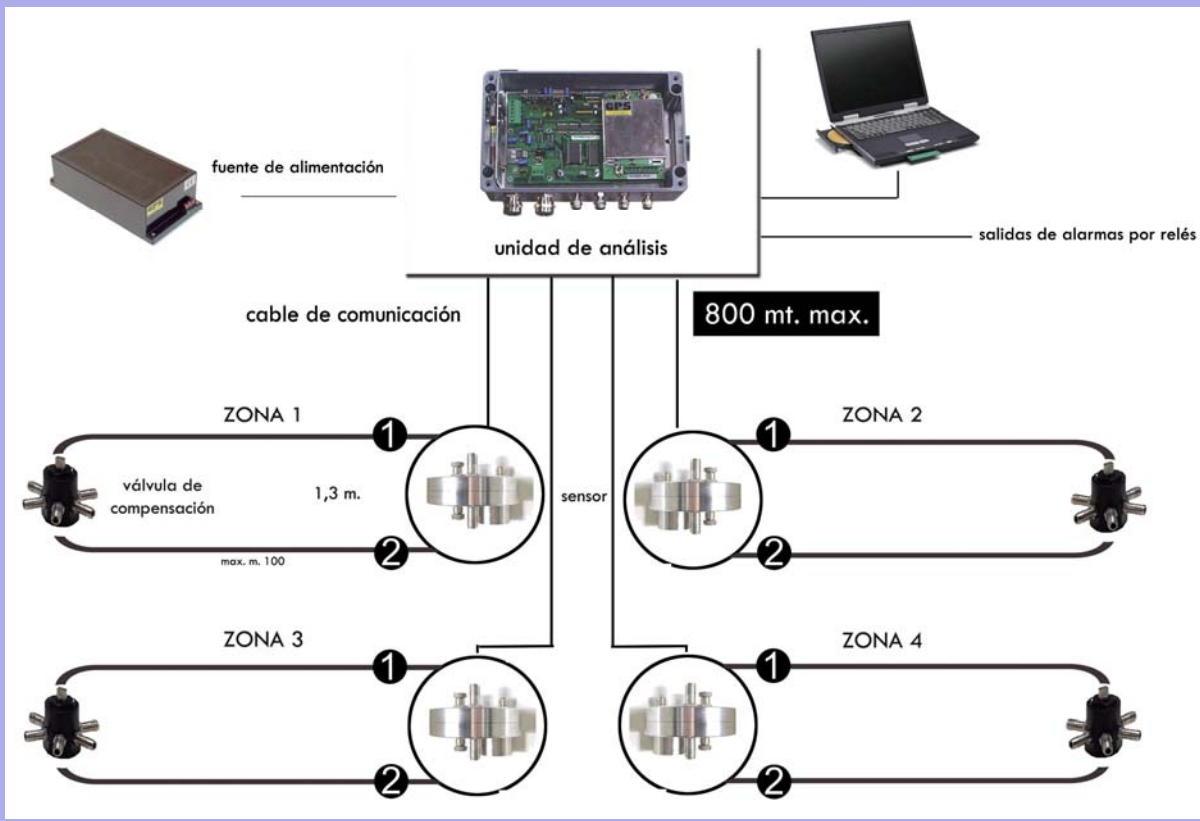 GPS
fuente de alimentación
unidad de análisis
salidas de alarmas por relés
cable de comunicación
800 mt. max.
ZONA 1
1
válvula de
compensación
1,3 m.
2
max. m. 100
sensor
ZONA 2
1
2
ZONA 3
1
2
ZONA 4
1
2